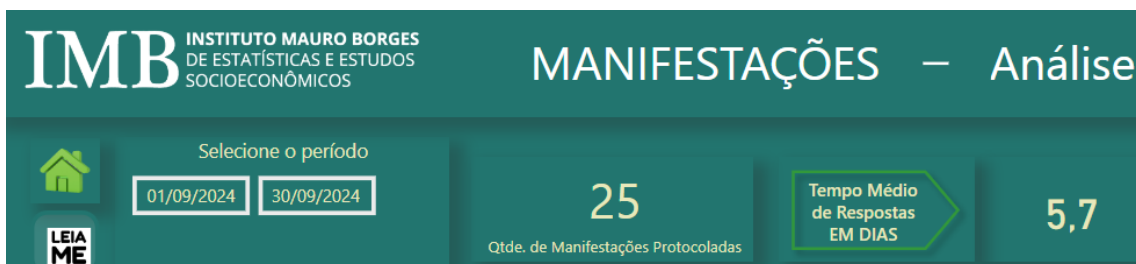 IMB
INSTITUTO MAURO BORGES
DE ESTATÍSTICAS E ESTUDOS
SOCIOECONÔMICOS
MANIFESTAÇÕES – Análise
Selecione o período
01/09/2024 30/09/2024
25
Qtde. de Manifestações Protocoladas
Tempo Médio
de Respostas
EM DIAS
5,7
LEIA
ME